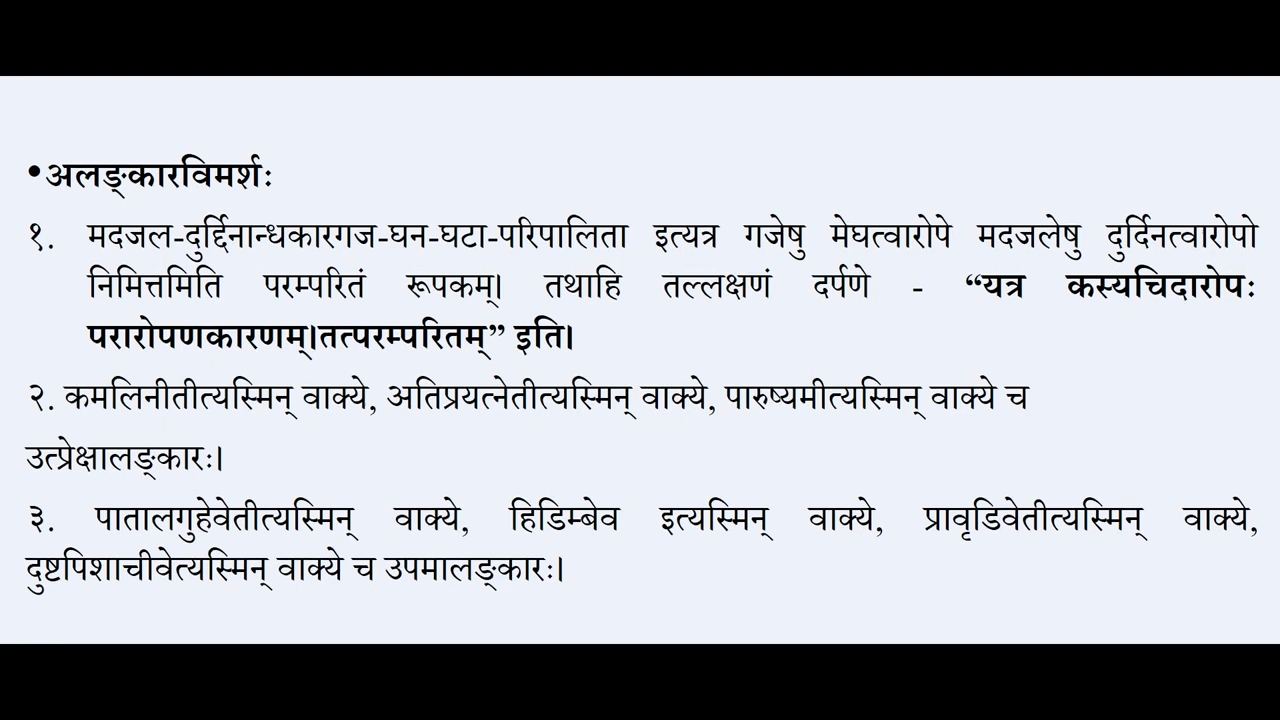 •अलङ्कारविमर्शः
१. मदजल-दुर्द्दिनान्धकारगज-घन-घटा-परिपालिता इत्यत्र गजेषु मेघत्वारोपे मदजलेषु दुर्दिनत्वारोपो
निमित्तमिति परम्परितं रूपकम्। तथाहि तल्लक्षणं दर्पणे - “यत्र कस्यचिदारोपः
परारोपणकारणम्।तत्परम्परितम्” इति।
२. कमलिनीतीत्यस्मिन् वाक्ये, अतिप्रयत्नेतीत्यस्मिन् वाक्ये, पारुष्यमीत्यस्मिन् वाक्ये च
उत्प्रेक्षालङ्कारः।
३. पातालगुहेवेतीत्यस्मिन् वाक्ये, हिडिम्बेव इत्यस्मिन् वाक्ये, प्रावृडिवेतीत्यस्मिन् वाक्ये,
दुष्टपिशाचीवेत्यस्मिन् वाक्ये च उपमालङ्कारः।